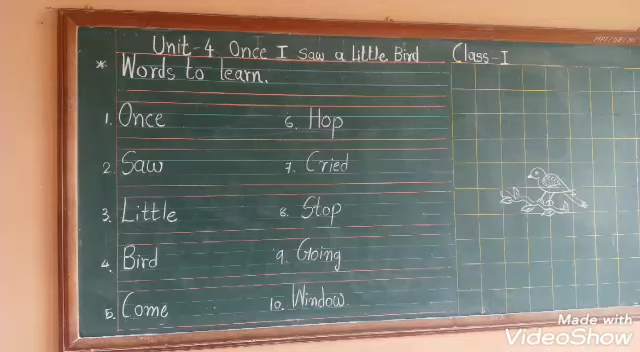 Unit-4 Once I saw a little Bird Class-I
* Words to learn.
1. Once
2. Saw
3. Little
4. Bird
5. Come
6. Hop
7. Cried
8. Stop
9. Going
10. Window.
Made with
VideoShow